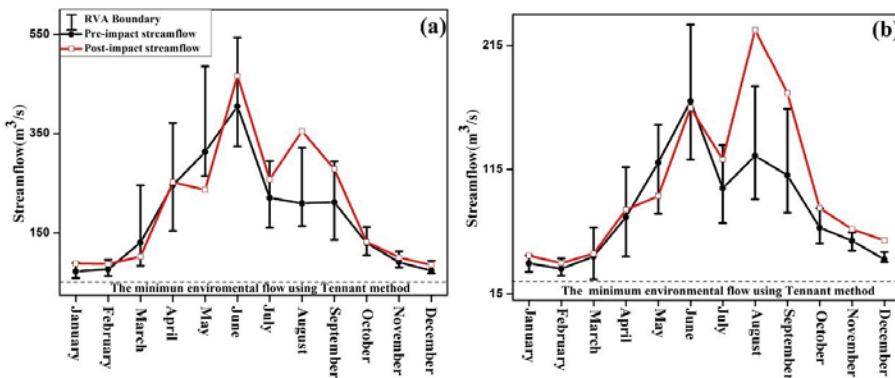 RVA Boundary
Pre-impact streamflow
Post-impact streamflow
(a)
550
350
150
Streamflow(m³/s)
The minimun enviromental flow using Tennant method
January
February
March
April
May
June
July
August
September
October
November
December
(b)
215
115
15
Streamflow(m³/s)
The minimum environmental flow using Tennant method
January
February
March
April
May
June
July
August
September
October
November
December